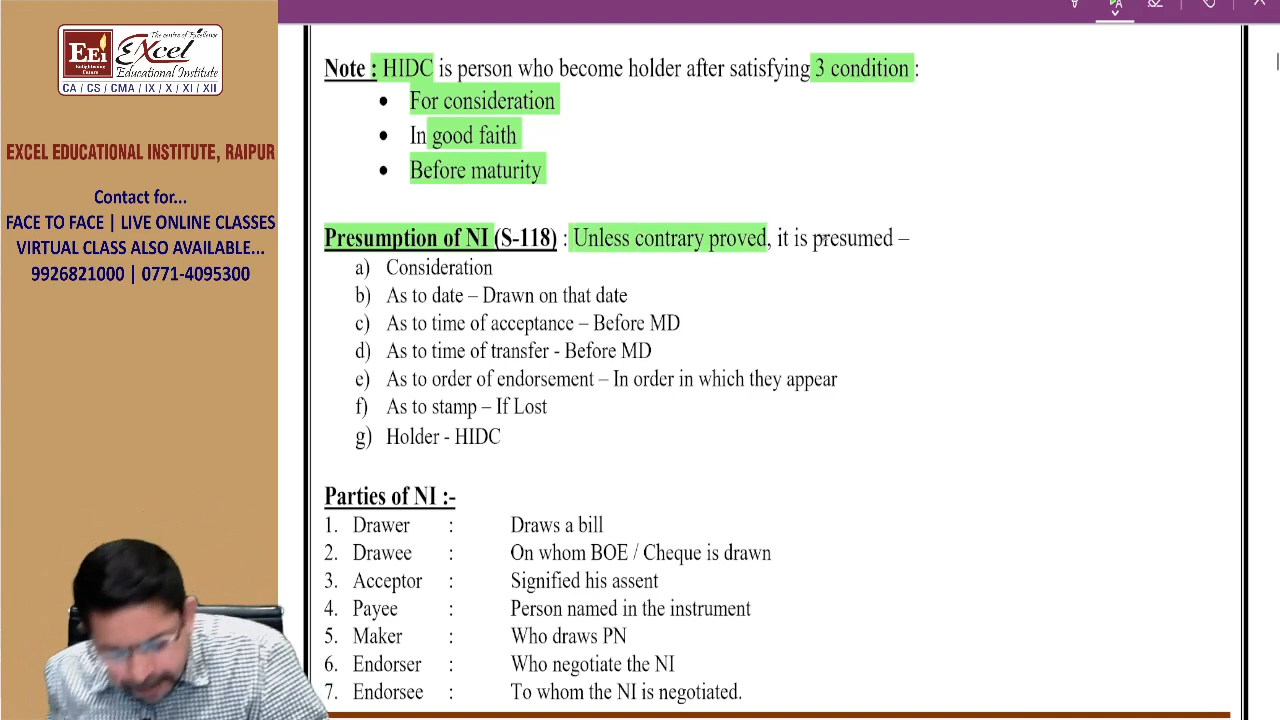 The centre of Excellence
EEi
Enlightening
Careers
Excel
Educational Institute
CA / CS / CMA / IX / X / XI / XII
EXCEL EDUCATIONAL INSTITUTE, RAIPUR
Contact for...
FACE TO FACE | LIVE ONLINE CLASSES
VIRTUAL CLASS ALSO AVAILABLE...
9926821000 | 0771-4095300
Note : HIDC is person who become holder after satisfying 3 condition :
• For consideration
• In good faith
• Before maturity
Presumption of NI (S-118) : Unless contrary proved, it is presumed –
a) Consideration
b) As to date – Drawn on that date
c) As to time of acceptance – Before MD
d) As to time of transfer - Before MD
e) As to order of endorsement – In order in which they appear
f) As to stamp – If Lost
g) Holder - HIDC
Parties of NI :-
1. Drawer : Draws a bill
2. Drawee : On whom BOE / Cheque is drawn
3. Acceptor : Signified his assent
4. Payee : Person named in the instrument
5. Maker : Who draws PN
6. Endorser : Who negotiate the NI
7. Endorsee : To whom the NI is negotiated.